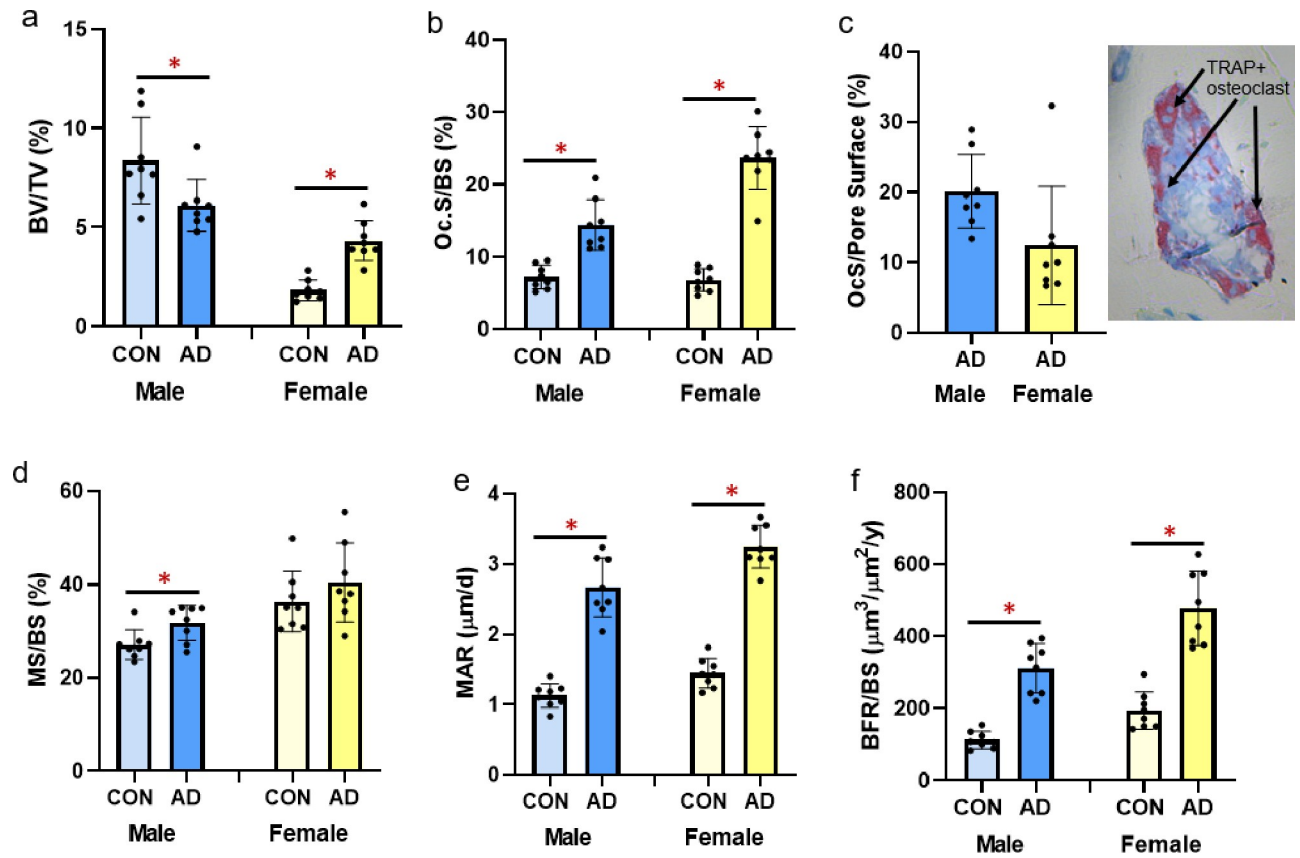 a
BV/TV (%)
15
10
5
0
*
*
CON AD CON AD
Male Female
b
Oc.S/BS (%)
40
30
20
10
0
*
*
CON AD CON AD
Male Female
c
OcS/Pore Surface (%)
40
30
20
10
0
AD AD
Male Female
TRAP+
osteoclast
d
MS/BS (%)
60
40
20
0
*
CON AD CON AD
Male Female
e
MAR (μm/d)
4
3
2
1
0
*
*
CON AD CON AD
Male Female
f
BFR/BS (μm³/μm²/y)
800
600
400
200
0
*
*
CON AD CON AD
Male Female